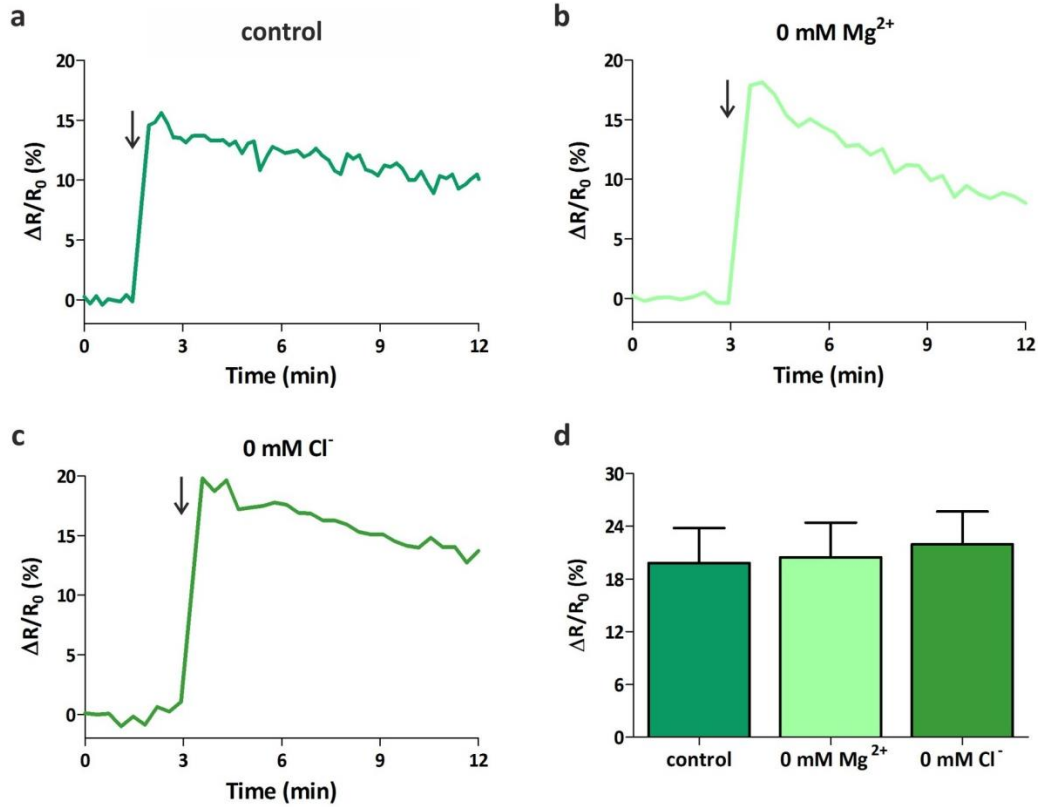 a
control
20
15
10
5
0
ΔR/R₀ (%)
0 3 6 9 12
Time (min)
b
0 mM Mg²⁺
20
15
10
5
0
ΔR/R₀ (%)
0 3 6 9 12
Time (min)
c
0 mM Cl⁻
20
15
10
5
0
ΔR/R₀ (%)
0 3 6 9 12
Time (min)
d
30
24
18
12
6
0
ΔR/R₀ (%)
control 0 mM Mg²⁺ 0 mM Cl⁻